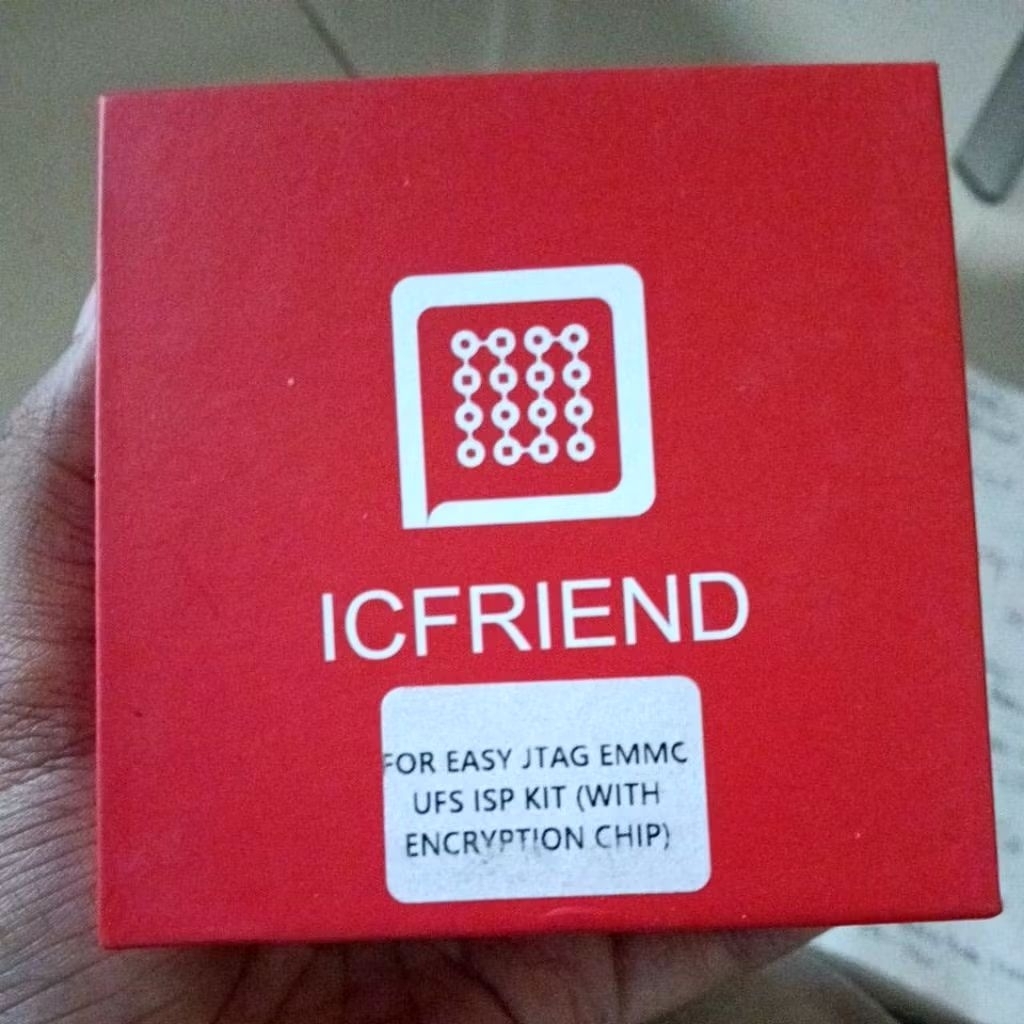 ICFRIEND
FOR EASY JTAG EMMC
UFS ISP KIT (WITH
ENCRYPTION CHIP)